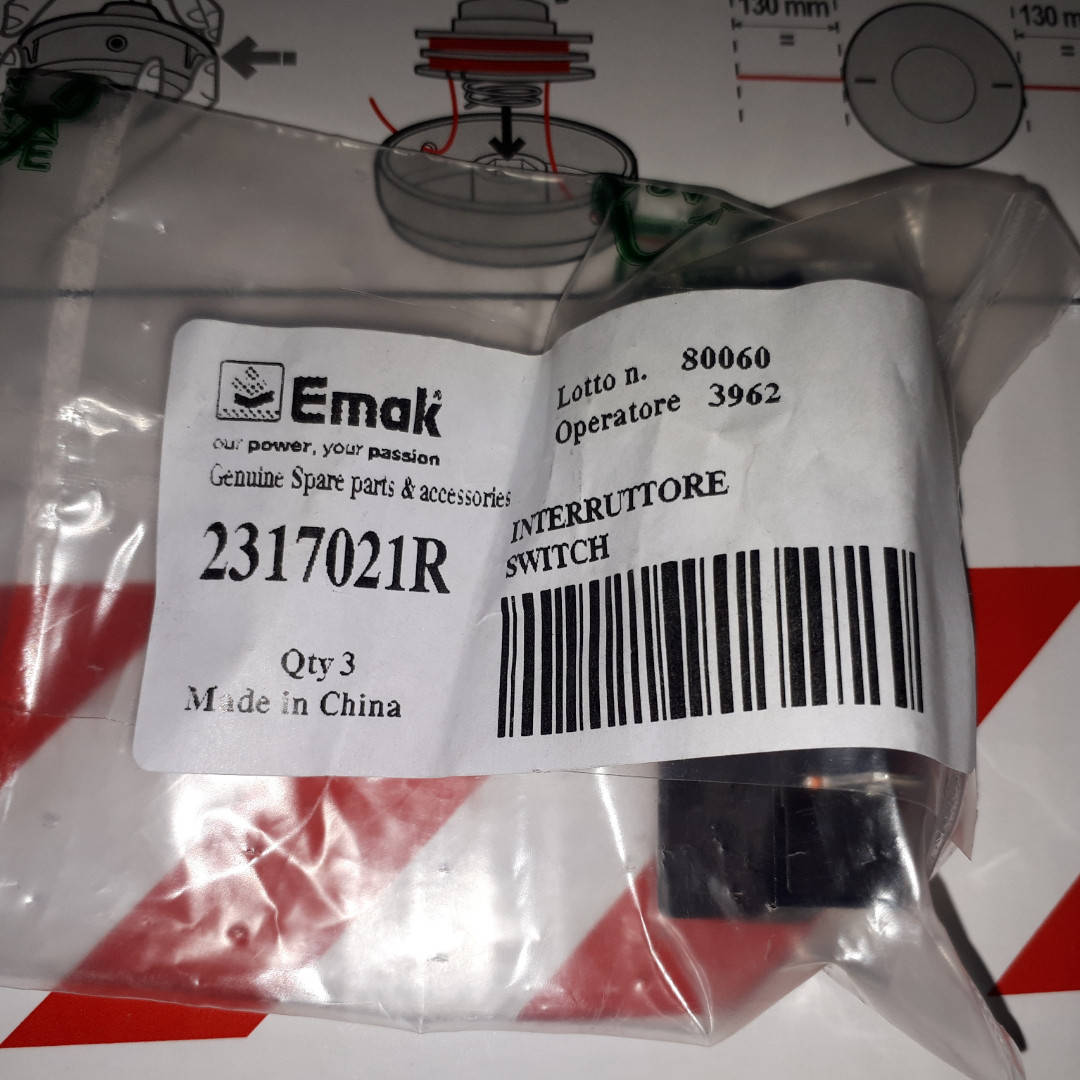 130 mm
=
130 m
=
Emak®
our power, your passion
Genuine Spare parts & accessories
2317021R
Qty 3
Made in China
Lotto n. 80060
Operatore 3962
INTERRUTTORE
SWITCH